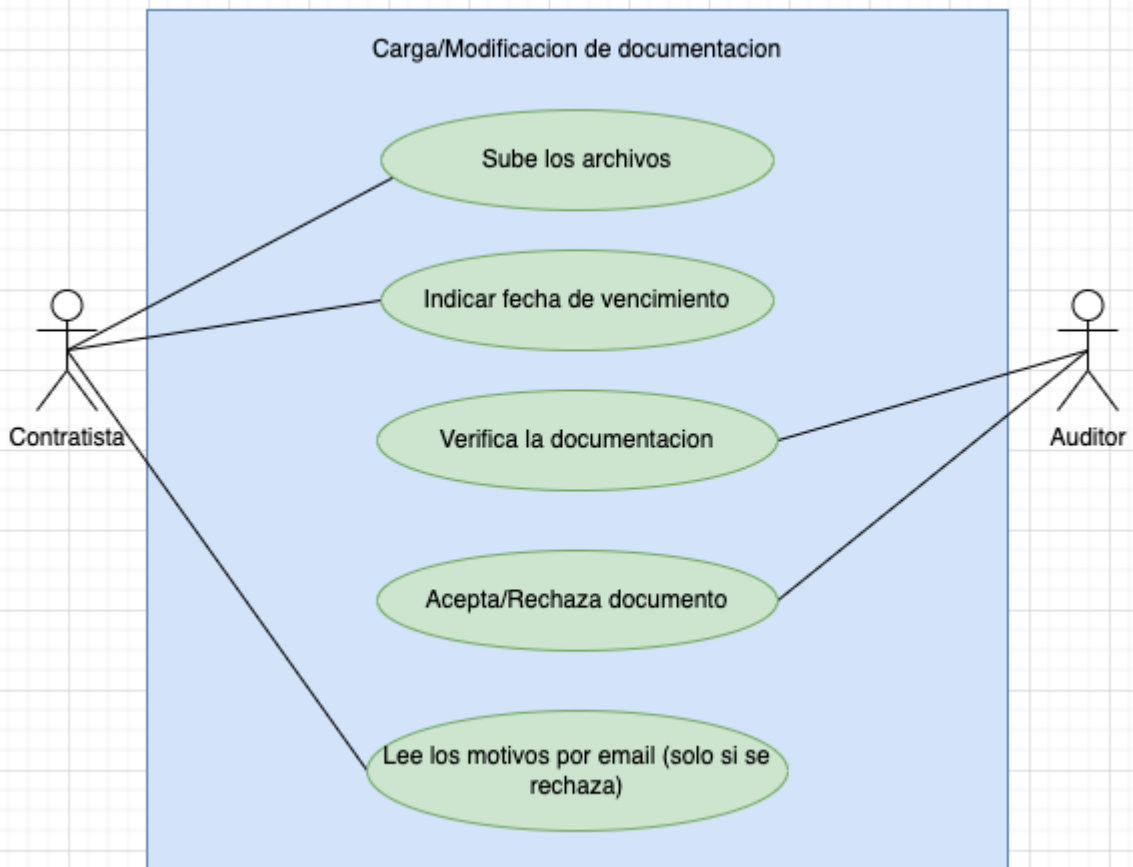 Carga/Modificacion de documentacion
Sube los archivos
Indicar fecha de vencimiento
Verifica la documentacion
Contratista
Auditor
Acepta/Rechaza documento
Lee los motivos por email (solo si se
rechaza)